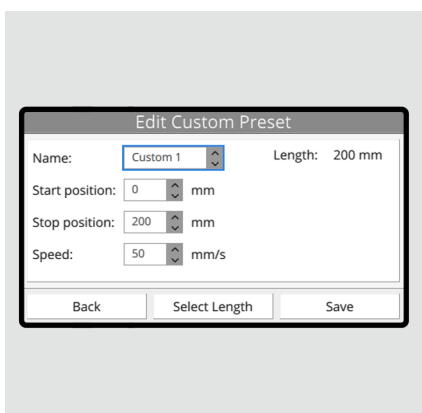 Edit Custom Preset
Name: Custom 1 Length: 200 mm
Start position: 0 mm
Stop position: 200 mm
Speed: 50 mm/s
Back Select Length Save